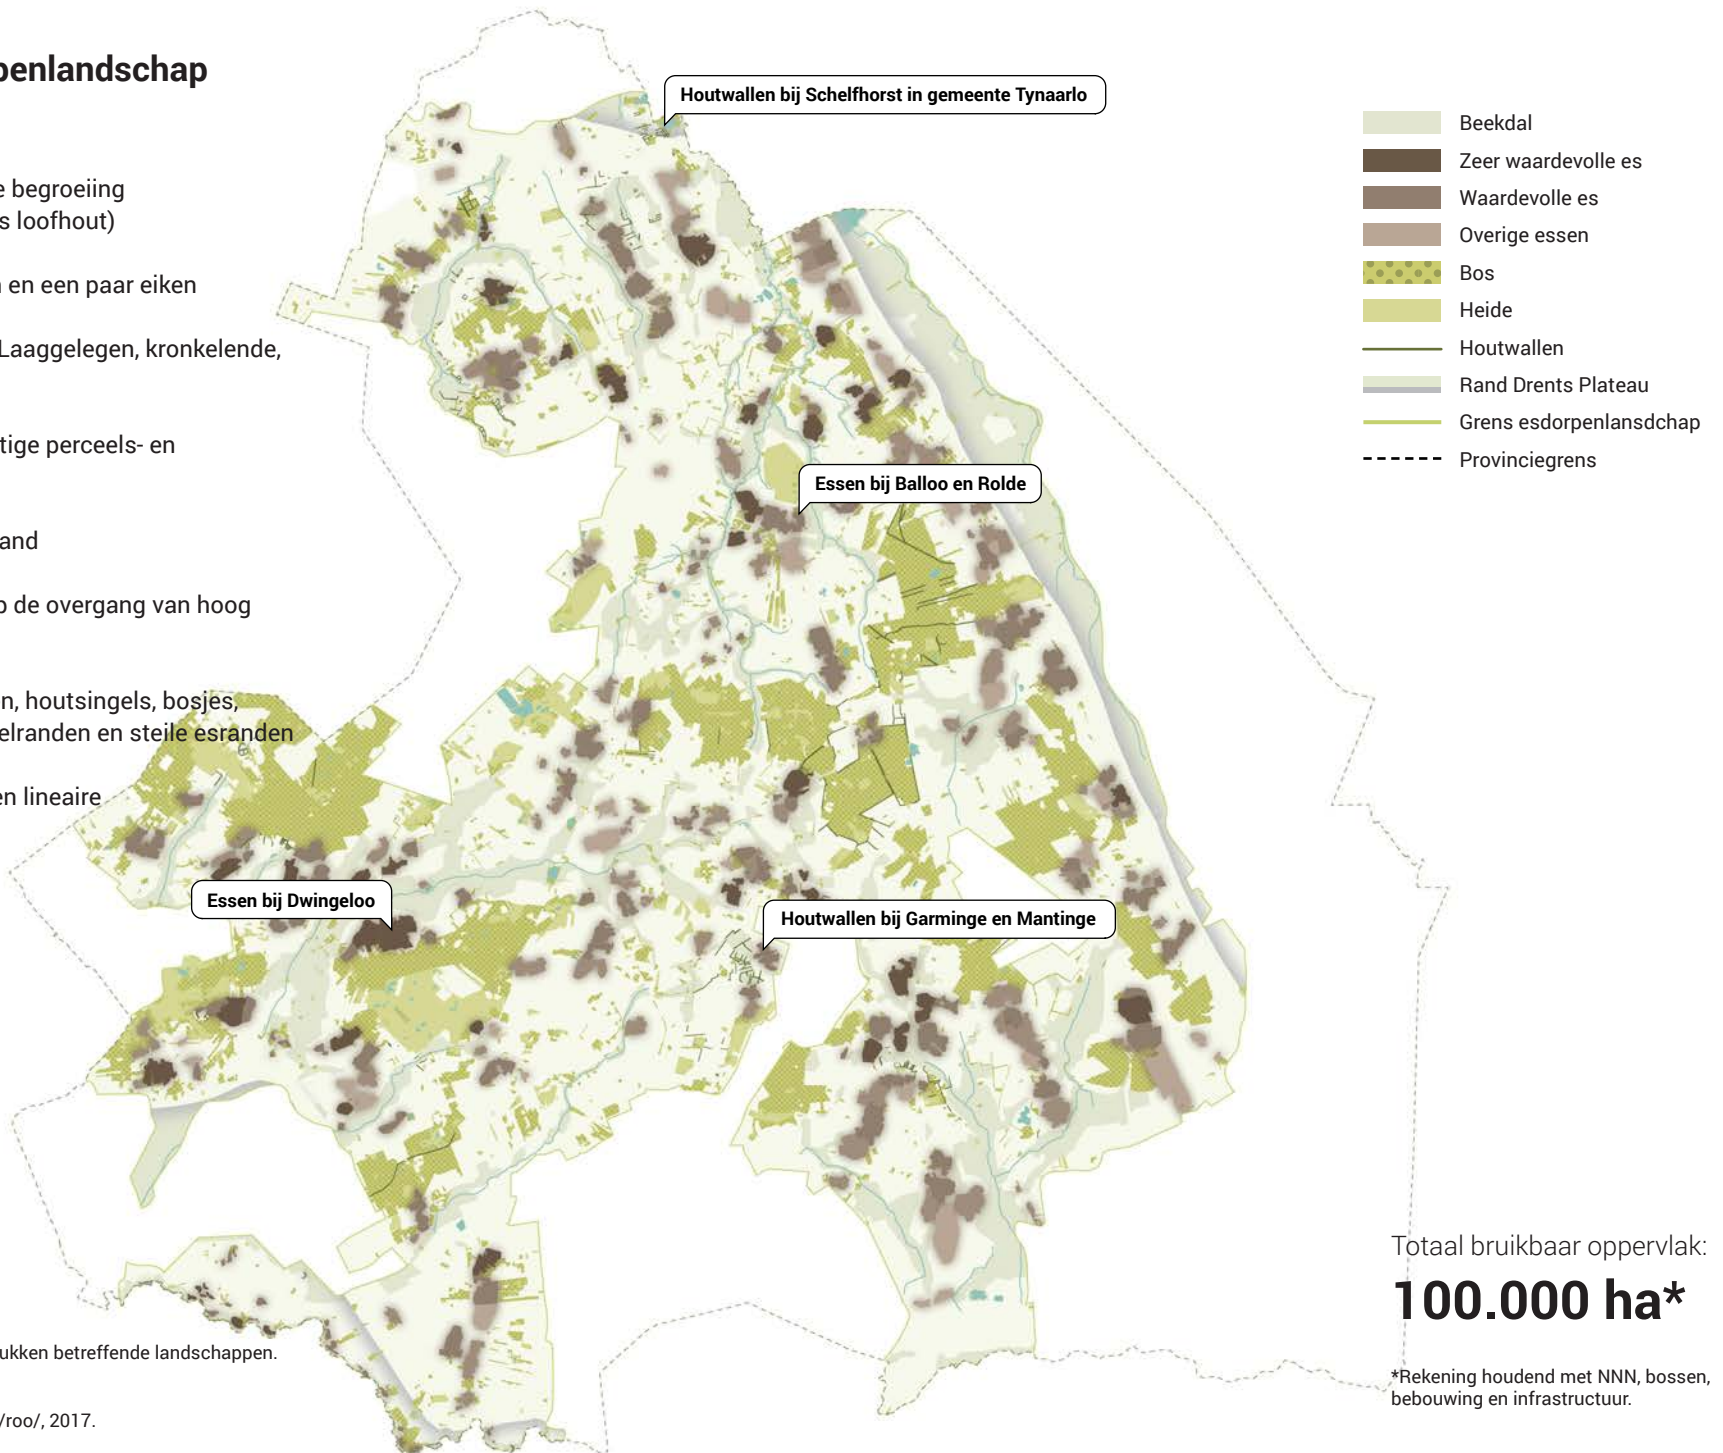 penlandschap
e begroeiing
s loofhout)
n en een paar eiken
Laaggelegen, kronkelende,
tige perceels- en
and
o de overgang van hoog
n, houtsingels, bosjes,
elranden en steile esranden
en lineaire
ukken betreffende landschappen.
/roo/, 2017.
Houtwallen bij Schelfhorst in gemeente Tynaarlo
Essen bij Balloo en Rolde
Essen bij Dwingeloo
Houtwallen bij Garminge en Mantinge
Beekdal
Zeer waardevolle es
Waardevolle es
Overige essen
Bos
Heide
Houtwallen
Rand Drents Plateau
Grens esdorpenlansdchap
Provinciegrens
Totaal bruikbaar oppervlak:
100.000 ha*
*Rekening houdend met NNN, bossen,
bebouwing en infrastructuur.